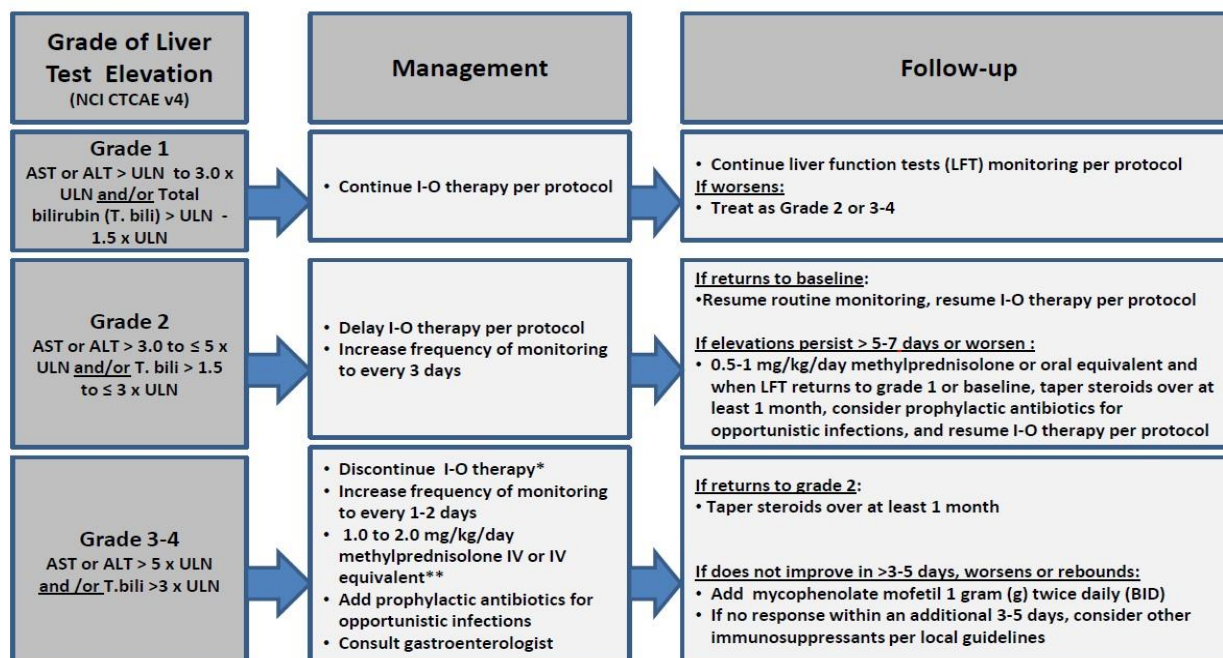 Grade of Liver
Test Elevation
(NCI CTCAE v4)
Management
Follow-up
Grade 1
AST or ALT > ULN to 3.0 x
ULN and/or Total
bilirubin (T. bili) > ULN -
1.5 x ULN
• Continue I-O therapy per protocol
• Continue liver function tests (LFT) monitoring per protocol
If worsens:
• Treat as Grade 2 or 3-4
Grade 2
AST or ALT > 3.0 to ≤ 5 x
ULN and/or T. bili > 1.5
to ≤ 3 x ULN
• Delay I-O therapy per protocol
• Increase frequency of monitoring
to every 3 days
If returns to baseline:
•Resume routine monitoring, resume I-O therapy per protocol
If elevations persist > 5-7 days or worsen :
• 0.5-1 mg/kg/day methylprednisolone or oral equivalent and
when LFT returns to grade 1 or baseline, taper steroids over at
least 1 month, consider prophylactic antibiotics for
opportunistic infections, and resume I-O therapy per protocol
Grade 3-4
AST or ALT > 5 x ULN
and /or T.bili >3 x ULN
• Discontinue I-O therapy*
• Increase frequency of monitoring
to every 1-2 days
• 1.0 to 2.0 mg/kg/day
methylprednisolone IV or IV
equivalent**
• Add prophylactic antibiotics for
opportunistic infections
• Consult gastroenterologist
If returns to grade 2:
• Taper steroids over at least 1 month
If does not improve in >3-5 days, worsens or rebounds:
• Add mycophenolate mofetil 1 gram (g) twice daily (BID)
• If no response within an additional 3-5 days, consider other
immunosuppressants per local guidelines